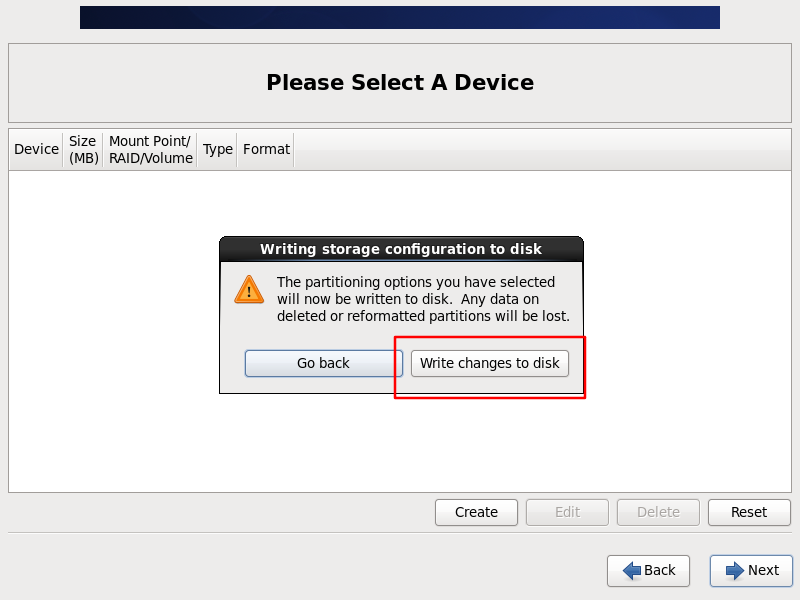 Please Select A Device
Device
Size
(MB)
Mount Point/
RAID/Volume
Type
Format
Writing storage configuration to disk
The partitioning options you have selected
will now be written to disk.  Any data on
deleted or reformatted partitions will be lost.
Go back
Write changes to disk
Create
Edit
Delete
Reset
Back
Next